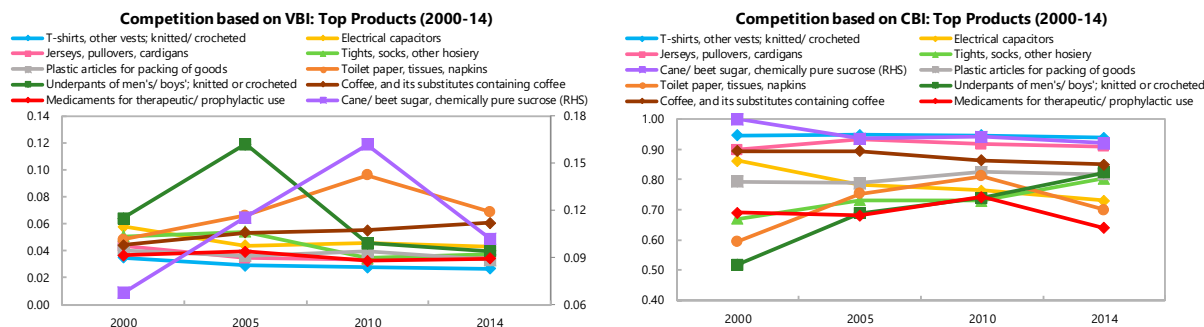 Competition based on VBI: Top Products (2000-14)
T-shirts, other vests; knitted/ crocheted
Electrical capacitors
Jerseys, pullovers, cardigans
Tights, socks, other hosiery
Plastic articles for packing of goods
Toilet paper, tissues, napkins
Underpants of men's/ boys'; knitted or crocheted
Coffee, and its substitutes containing coffee
Medicaments for therapeutic/ prophylactic use
Cane/ beet sugar, chemically pure sucrose (RHS)
0.14
0.12
0.10
0.08
0.06
0.04
0.02
0.00
0.18
0.15
0.12
0.09
0.06
2000 2005 2010 2014
Competition based on CBI: Top Products (2000-14)
T-shirts, other vests; knitted/ crocheted
Electrical capacitors
Jerseys, pullovers, cardigans
Tights, socks, other hosiery
Cane/ beet sugar, chemically pure sucrose (RHS)
Plastic articles for packing of goods
Toilet paper, tissues, napkins
Underpants of men's/ boys'; knitted or crocheted
Coffee, and its substitutes containing coffee
Medicaments for therapeutic/ prophylactic use
1.00
0.90
0.80
0.70
0.60
0.50
0.40
2000 2005 2010 2014